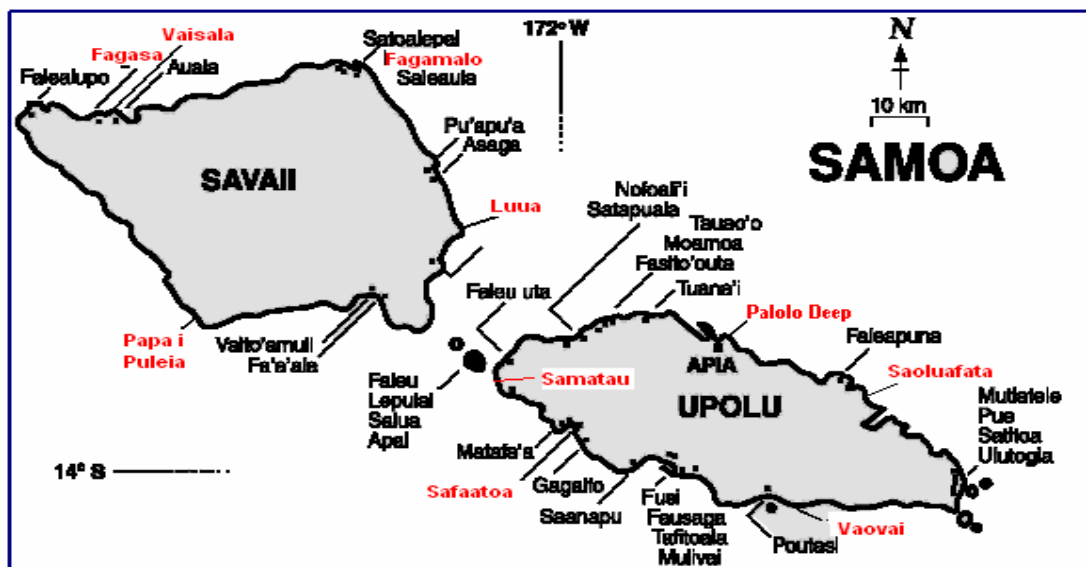 Vaisala
Fagasa
Auala
Falealupo
Satoalepai
Fagamalo
Saleaula
172° W
N
10 km
SAMOA
Pu'apu'a
Asaga
SAVAII
Luua
Nofoali'i
Satapuala
Tauao'o
Moamoa
Fasito'outa
Tuana'i
Faleu uta
Palolo Deep
Papa i
Puleia
Vaito'amuli
Fa'a'ala
APIA
Faleapuna
Saoluafata
Samatau
UPOLU
Faleu
Lepuiai
Salua
Apai
Mutiatele
Pue
Satitoa
Ulutogia
14° S
Matafa'a
Safaatoa
Gagaifo
Saanapu
Fusi
Fausaga
Tafitoala
Mulivai
Vaovai
Poutasi